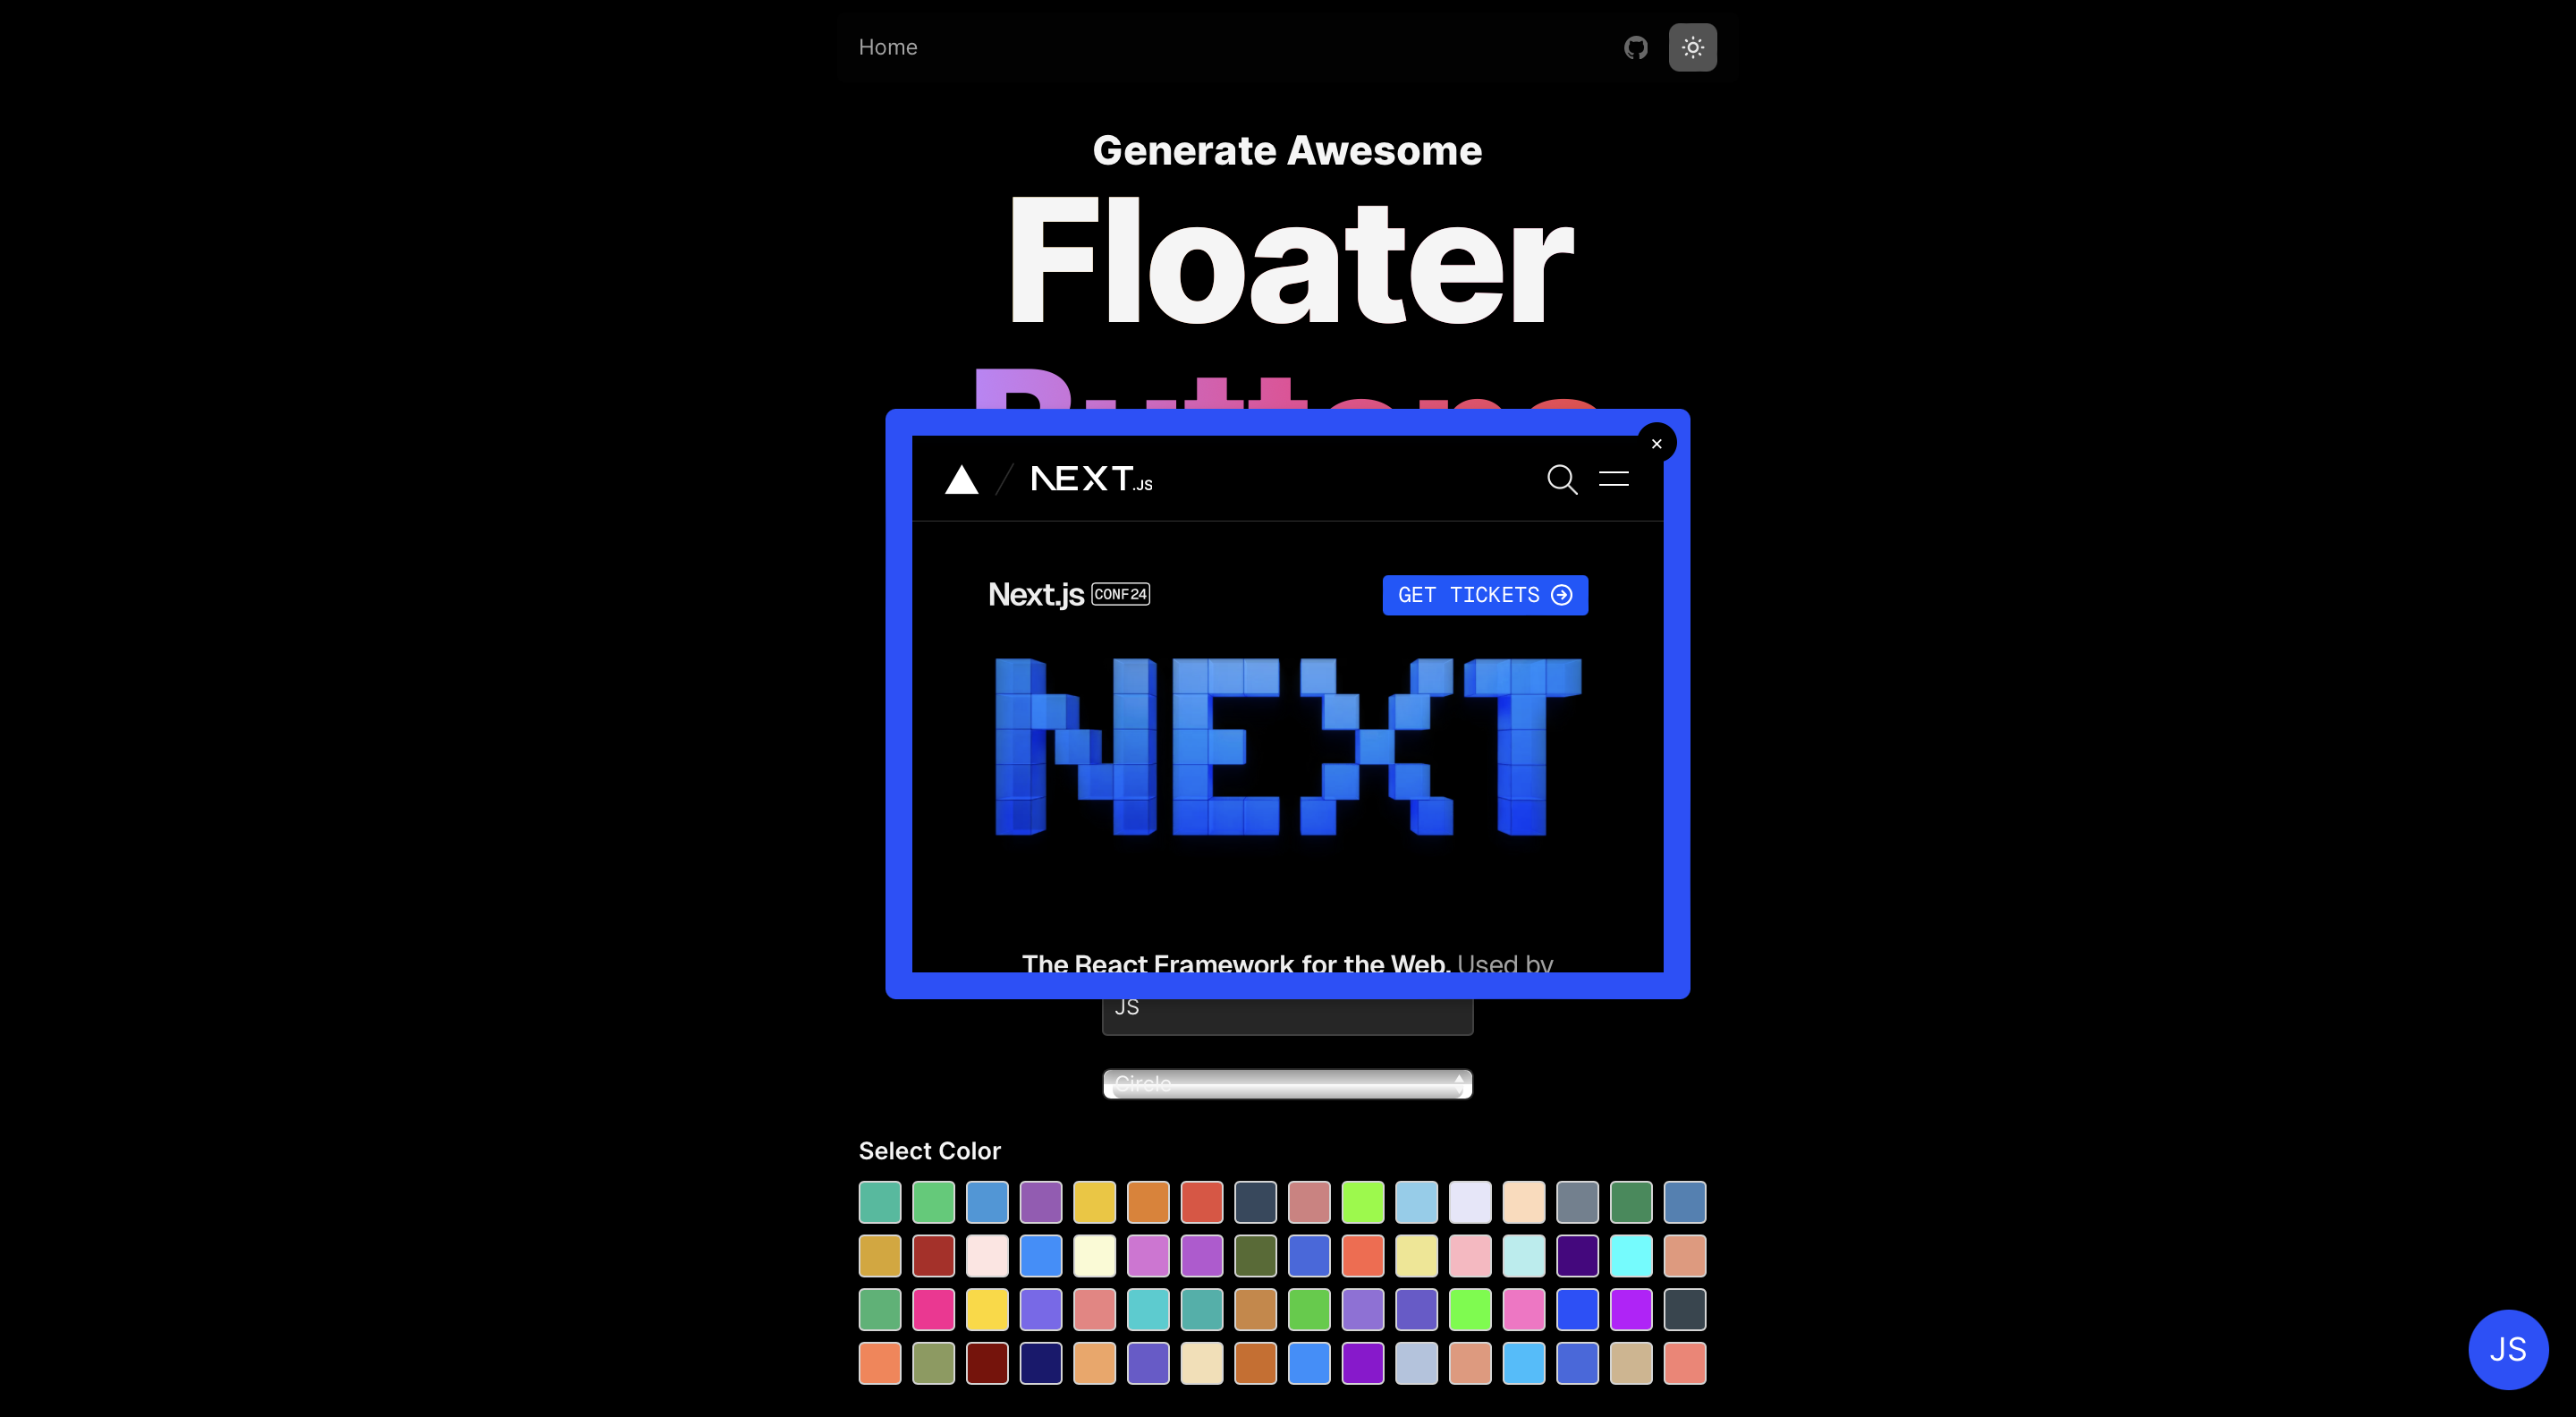 Home
Generate Awesome
Floater
Buttons
×
NEXT.JS
Next.js CONF24
GET TICKETS
NEXT
The React Framework for the Web. Used by
JS
Circle
Select Color
JS